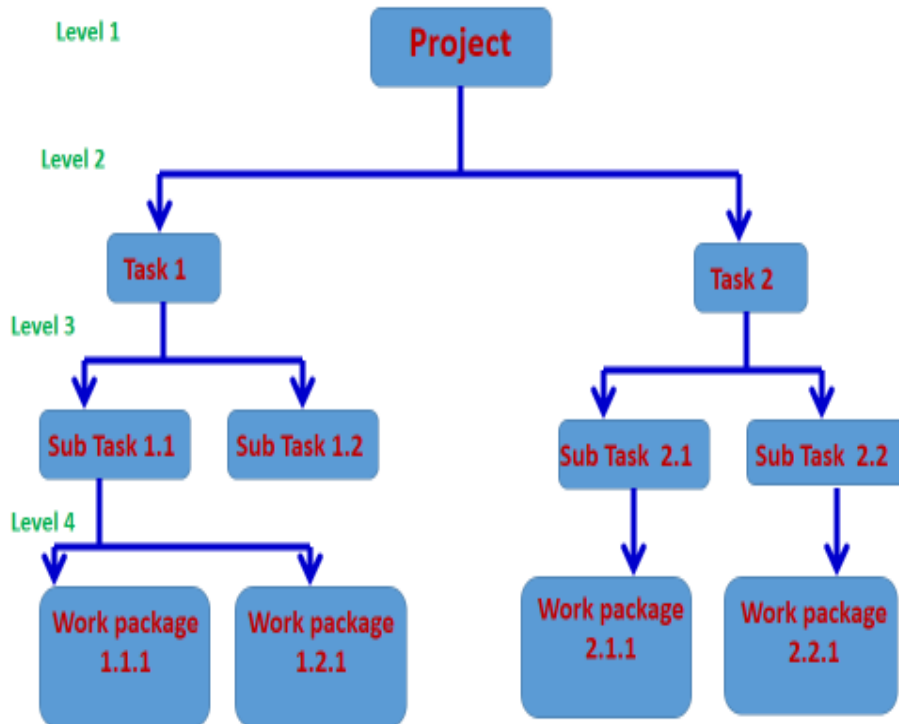 Level 1
Project
Level 2
Task 1
Task 2
Level 3
Sub Task 1.1
Sub Task 1.2
Sub Task 2.1
Sub Task 2.2
Level 4
Work package
1.1.1
Work package
1.2.1
Work package
2.1.1
Work package
2.2.1